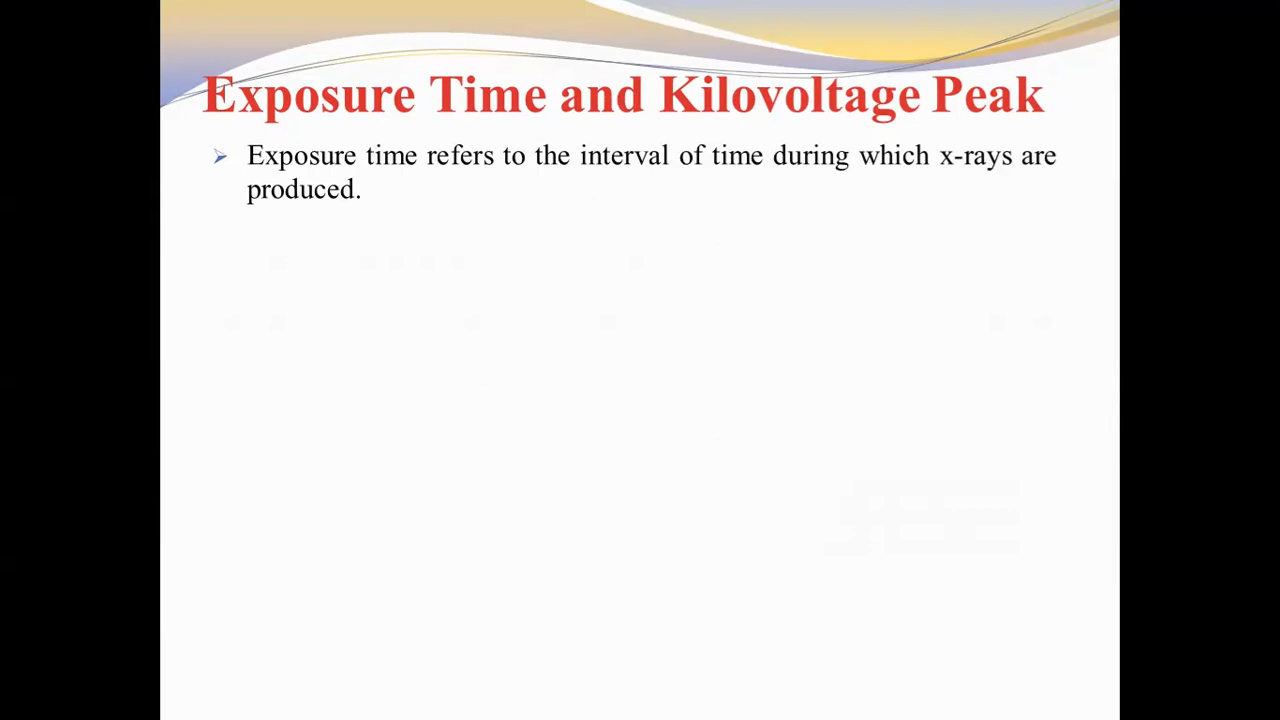 Exposure Time and Kilovoltage Peak
Exposure time refers to the interval of time during which x-rays are
produced.